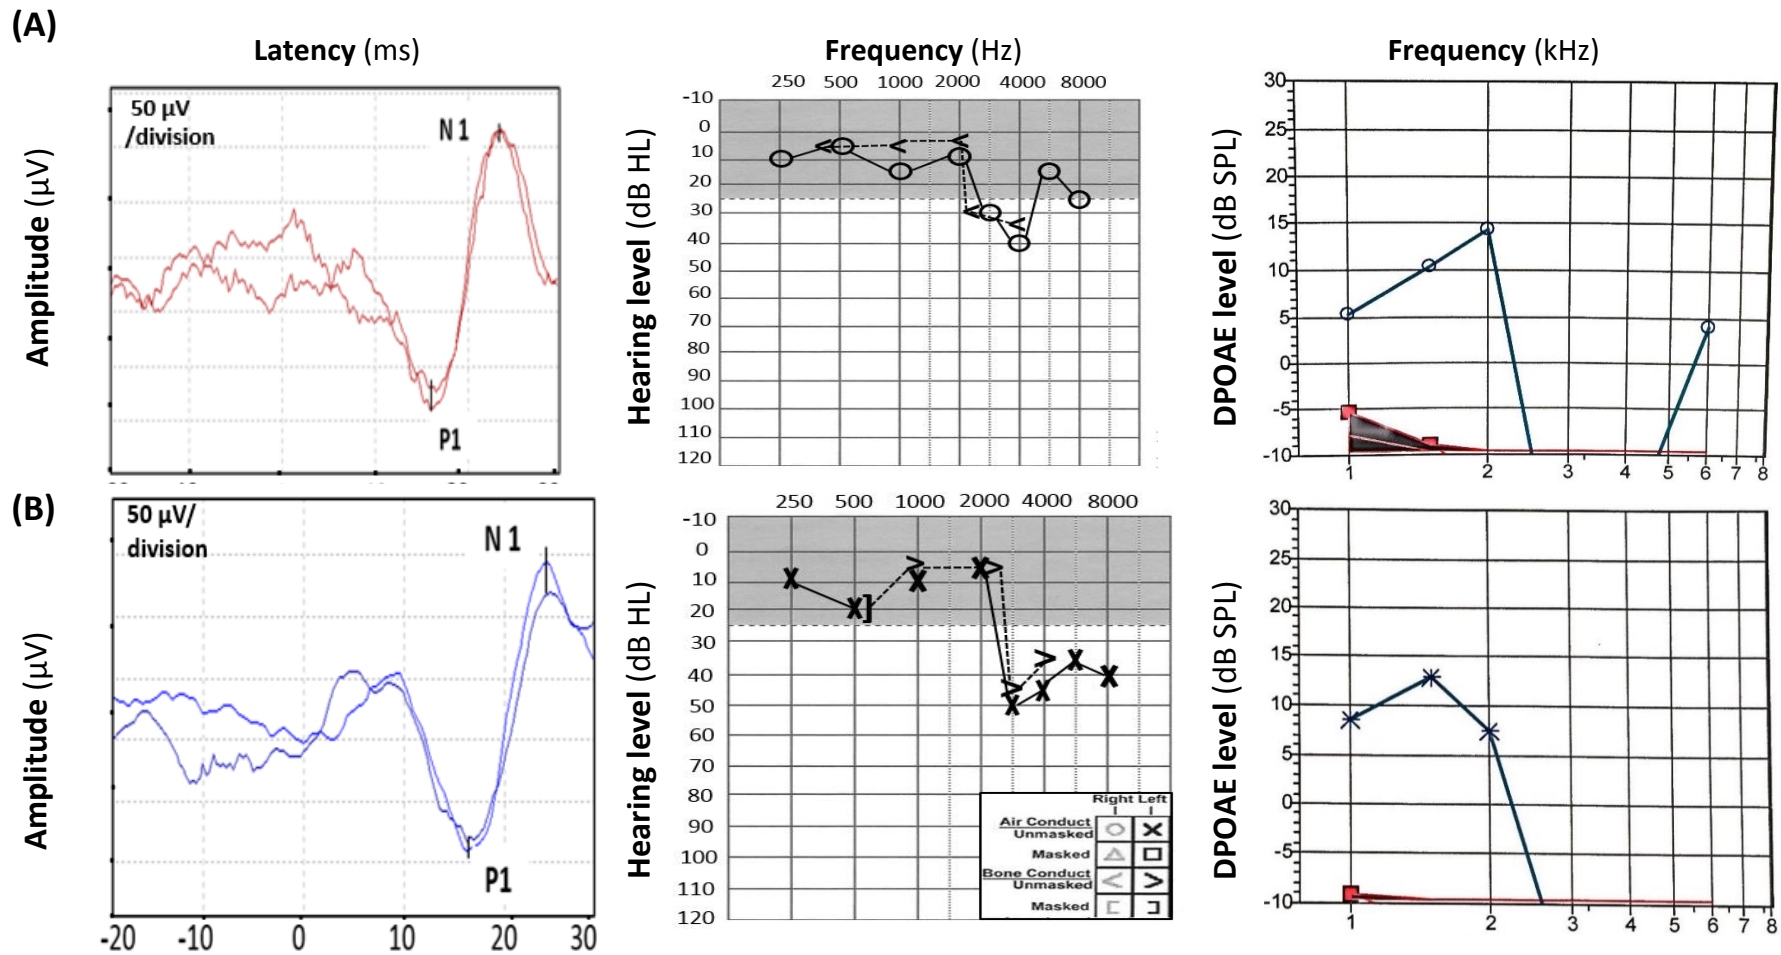 (A)
Latency (ms)
Frequency (Hz)
Frequency (kHz)
Amplitude (µV)
50 µV
/division
N 1
P1
Hearing level (dB HL)
250 500 1000 2000 4000 8000
-10
0
10
20
30
40
50
60
70
80
90
100
110
120
DPOAE level (dB SPL)
30
25
20
15
10
5
0
-5
-10
1 2 3 4 5 6 7 8
(B)
Amplitude (µV)
50 µV/
division
N 1
P1
-20 -10 0 10 20 30
Hearing level (dB HL)
250 500 1000 2000 4000 8000
-10
0
10
20
30
40
50
60
70
80
90
100
110
120
Right Left
Air Conduct
Unmasked
Masked
Bone Conduct
Unmasked
Masked
DPOAE level (dB SPL)
30
25
20
15
10
5
0
-5
-10
1 2 3 4 5 6 7 8